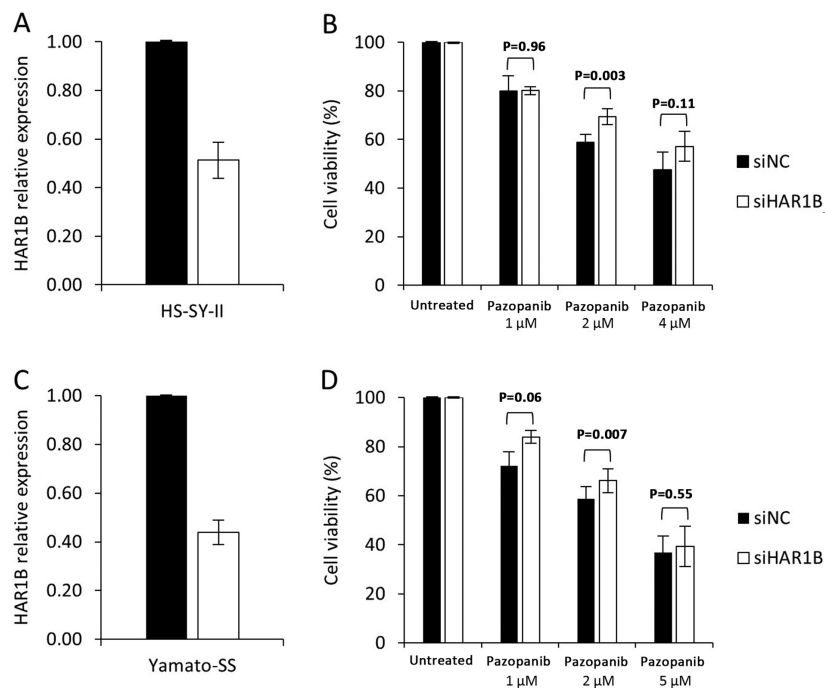 A
HAR1B relative expression
1.00
0.80
0.60
0.40
0.20
0.00
HS-SY-II
B
Cell viability (%)
100
80
60
40
20
0
P=0.96
P=0.003
P=0.11
Untreated
Pazopanib
1 µM
Pazopanib
2 µM
Pazopanib
4 µM
siNC
siHAR1B
C
HAR1B relative expression
1.00
0.80
0.60
0.40
0.20
0.00
Yamato-SS
D
Cell viability (%)
100
80
60
40
20
0
P=0.06
P=0.007
P=0.55
Untreated
Pazopanib
1 µM
Pazopanib
2 µM
Pazopanib
5 µM
siNC
siHAR1B